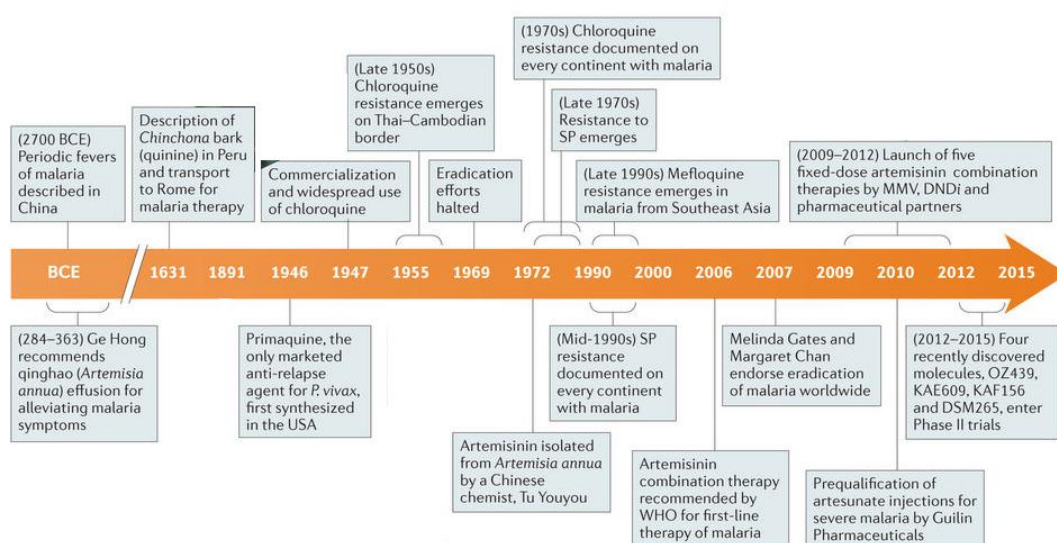 (1970s) Chloroquine
resistance documented on
every continent with malaria
(Late 1950s)
Chloroquine
resistance emerges
on Thai–Cambodian
border
(Late 1970s)
Resistance to
SP emerges
(2700 BCE)
Periodic fevers
of malaria
described in
China
Description of
Chinchona bark
(quinine) in Peru
and transport
to Rome for
malaria therapy
Commercialization
and widespread use
of chloroquine
Eradication
efforts
halted
(Late 1990s) Mefloquine
resistance emerges in
malaria from Southeast Asia
(2009–2012) Launch of five
fixed-dose artemisinin combination
therapies by MMV, DNDi and
pharmaceutical partners
BCE 1631 1891 1946 1947 1955 1969 1972 1990 2000 2006 2007 2009 2010 2012 2015
(284–363) Ge Hong
recommends
qinghao (Artemisia
annua) effusion for
alleviating malaria
symptoms
Primaquine, the
only marketed
anti-relapse
agent for P. vivax,
first synthesized
in the USA
(Mid-1990s) SP
resistance
documented on
every continent
with malaria
Melinda Gates and
Margaret Chan
endorse eradication
of malaria worldwide
(2012–2015) Four
recently discovered
molecules, OZ439,
KAE609, KAF156
and DSM265, enter
Phase II trials
Artemisinin isolated
from Artemisia annua
by a Chinese
chemist, Tu Youyou
Artemisinin
combination therapy
recommended by
WHO for first-line
therapy of malaria
Prequalification of
artesunate injections for
severe malaria by Guilin
Pharmaceuticals